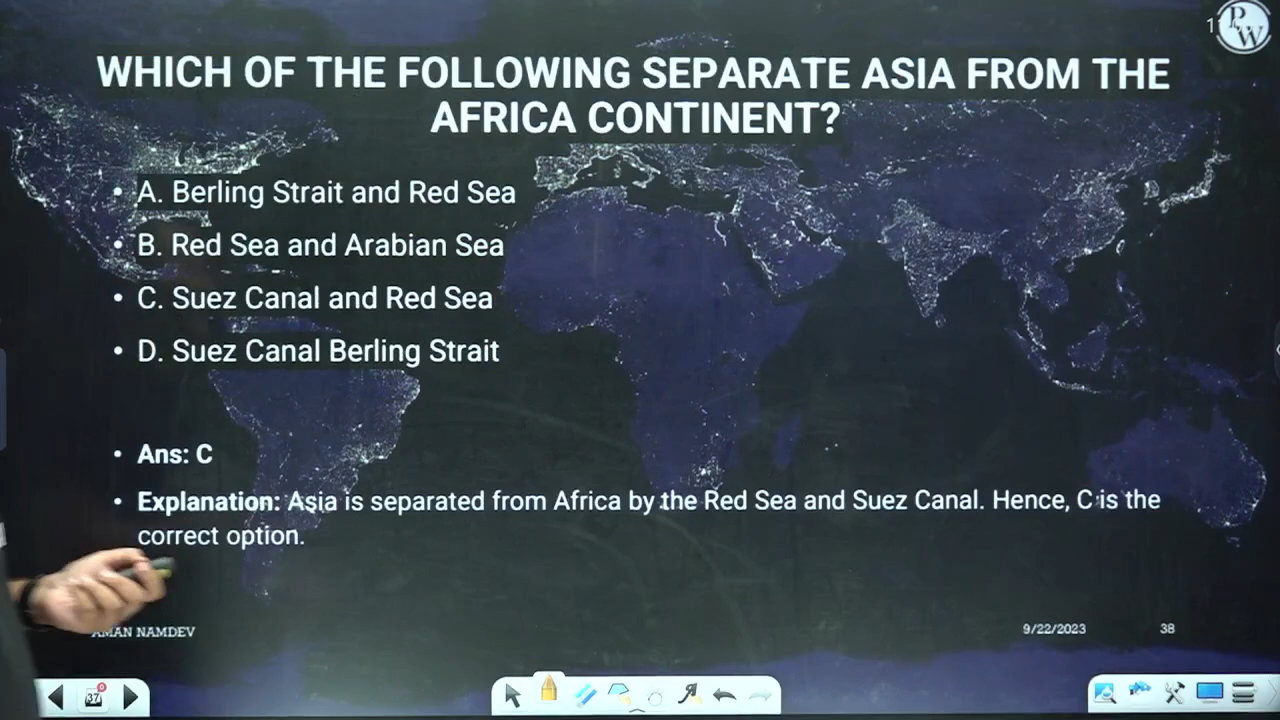 WHICH OF THE FOLLOWING SEPARATE ASIA FROM THE
AFRICA CONTINENT?
• A. Berling Strait and Red Sea
• B. Red Sea and Arabian Sea
• C. Suez Canal and Red Sea
• D. Suez Canal Berling Strait
• Ans: C
• Explanation: Asia is separated from Africa by the Red Sea and Suez Canal. Hence, C is the
correct option.
AMAN NAMDEV
9/22/2023
38
PW
37